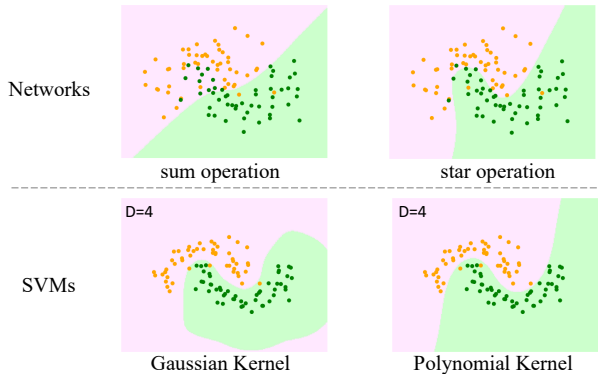 Networks
sum operation
star operation
D=4
D=4
SVMs
Gaussian Kernel
Polynomial Kernel